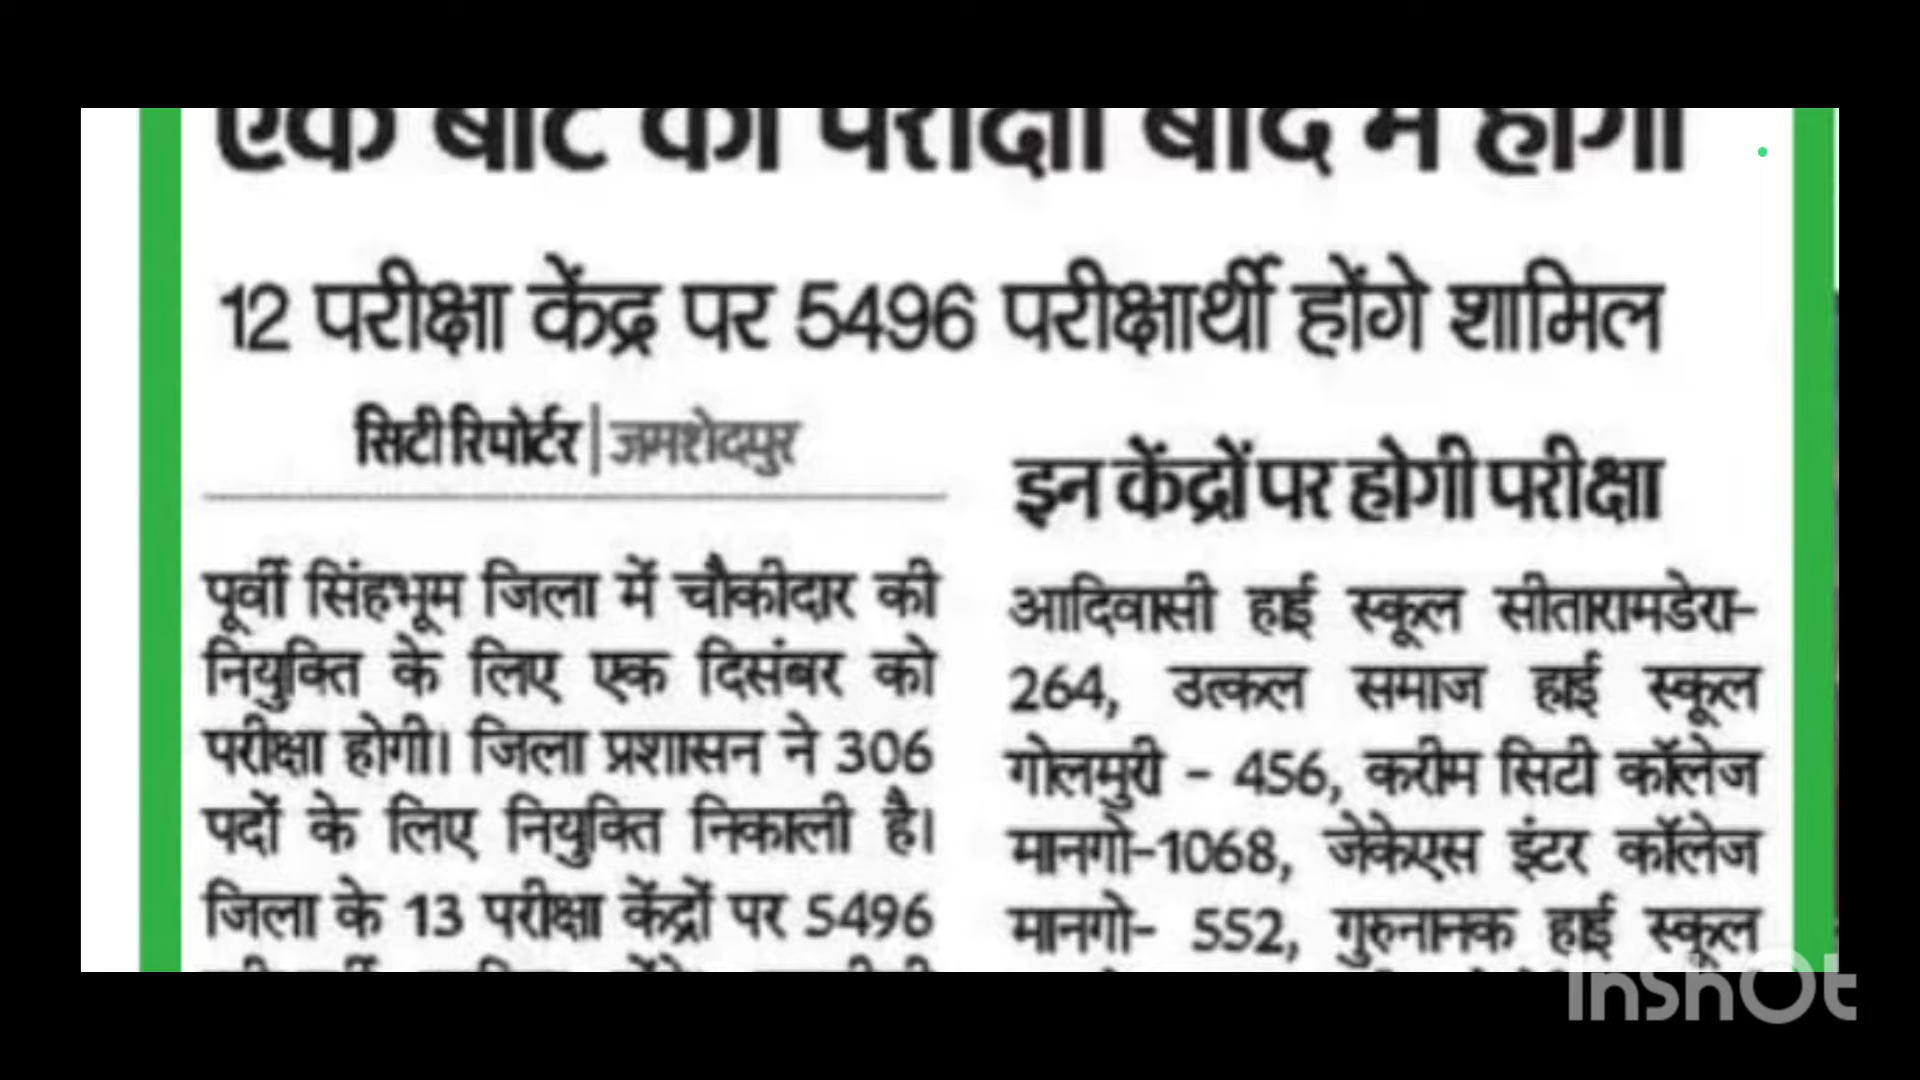 एक बीट की परीक्षा बाद में होगी
12 परीक्षा केंद्र पर 5496 परीक्षार्थी होंगे शामिल
सिटी रिपोर्टर | जमशेदपुर
पूर्वी सिंहभूम जिला में चौकीदार की
नियुक्ति के लिए एक दिसंबर को
परीक्षा होगी। जिला प्रशासन ने 306
पदों के लिए नियुक्ति निकाली है।
जिला के 13 परीक्षा केंद्रों पर 5496
इन केंद्रों पर होगी परीक्षा
आदिवासी हाई स्कूल सीतारामडेरा-
264, उत्कल समाज हाई स्कूल
गोलमुरी - 456, करीम सिटी कॉलेज
मानगो-1068, जेकेएस इंटर कॉलेज
मानगो- 552, गुरुनानक हाई स्कूल
InShOt